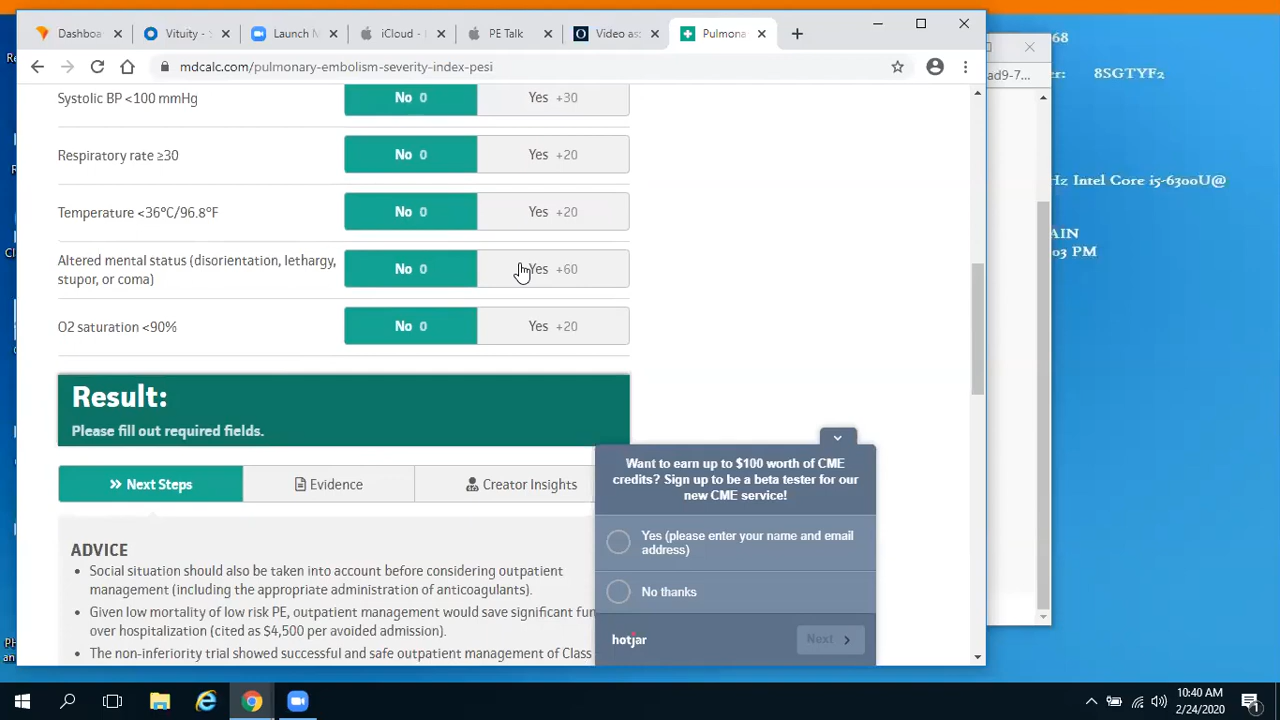 Dashboa
Vituity - S
Launch M
iCloud -
PE Talk
Video as
Pulmona
mdcalc.com/pulmonary-embolism-severity-index-pesi
68
ad9-7...
8SGTYF2
Hz Intel Core i5-6300U@
AIN
03 PM
Systolic BP <100 mmHg
No 0
Yes +30
Respiratory rate ≥30
No 0
Yes +20
Temperature <36°C/96.8°F
No 0
Yes +20
Altered mental status (disorientation, lethargy,
stupor, or coma)
No 0
Yes +60
O2 saturation <90%
No 0
Yes +20
Result:
Please fill out required fields.
Next Steps
Evidence
Creator Insights
ADVICE
Social situation should also be taken into account before considering outpatient
management (including the appropriate administration of anticoagulants).
Given low mortality of low risk PE, outpatient management would save significant fun
over hospitalization (cited as $4,500 per avoided admission).
The non-inferiority trial showed successful and safe outpatient management of Class
Want to earn up to $100 worth of CME
credits? Sign up to be a beta tester for our
new CME service!
Yes (please enter your name and email
address)
No thanks
hotjar
Next
10:40 AM
2/24/2020
1